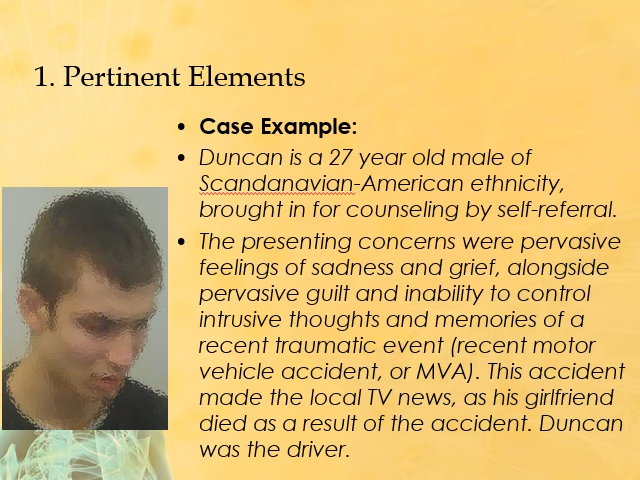 1. Pertinent Elements
• Case Example:
• Duncan is a 27 year old male of
Scandanavian-American ethnicity,
brought in for counseling by self-referral.
• The presenting concerns were pervasive
feelings of sadness and grief, alongside
pervasive guilt and inability to control
intrusive thoughts and memories of a
recent traumatic event (recent motor
vehicle accident, or MVA). This accident
made the local TV news, as his girlfriend
died as a result of the accident. Duncan
was the driver.